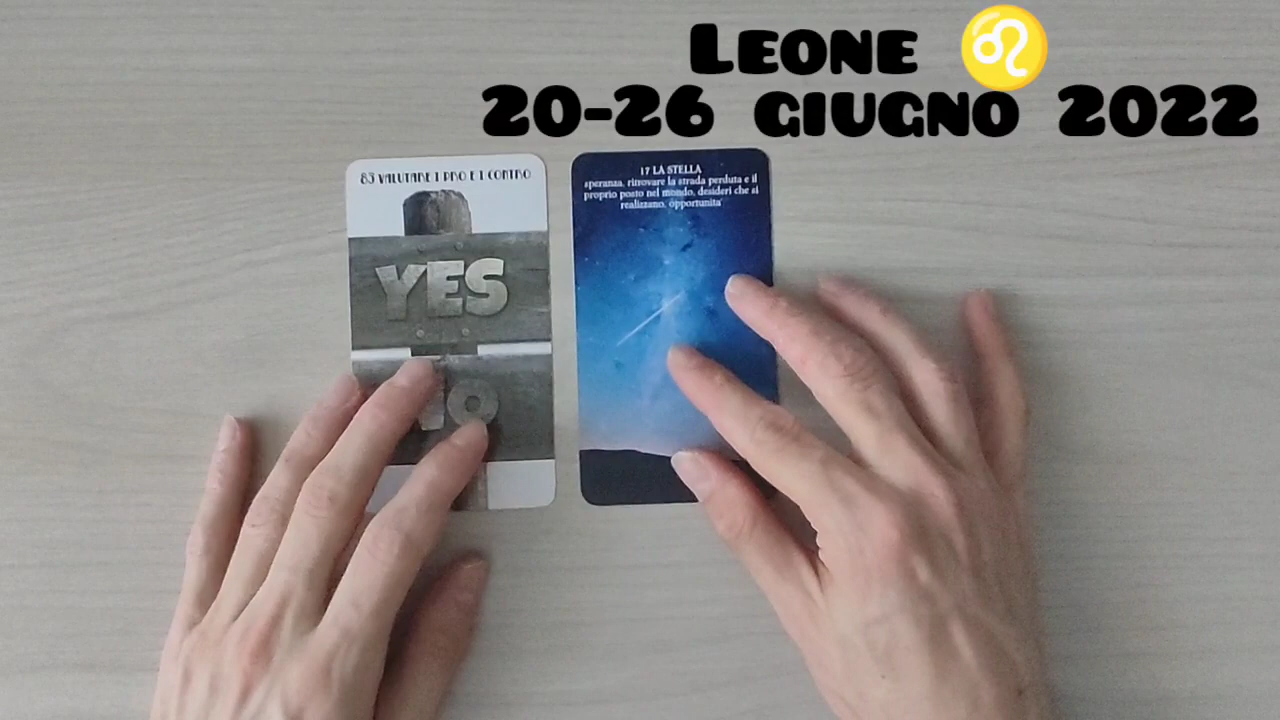 Leone ♌
20-26 giugno 2022
83 VALUTARE I PRO E I CONTRO
YES
NO
17 LA STELLA
speranza, ritrovare la strada perduta e il
proprio posto nel mondo, desideri che si
realizzano, opportunita'